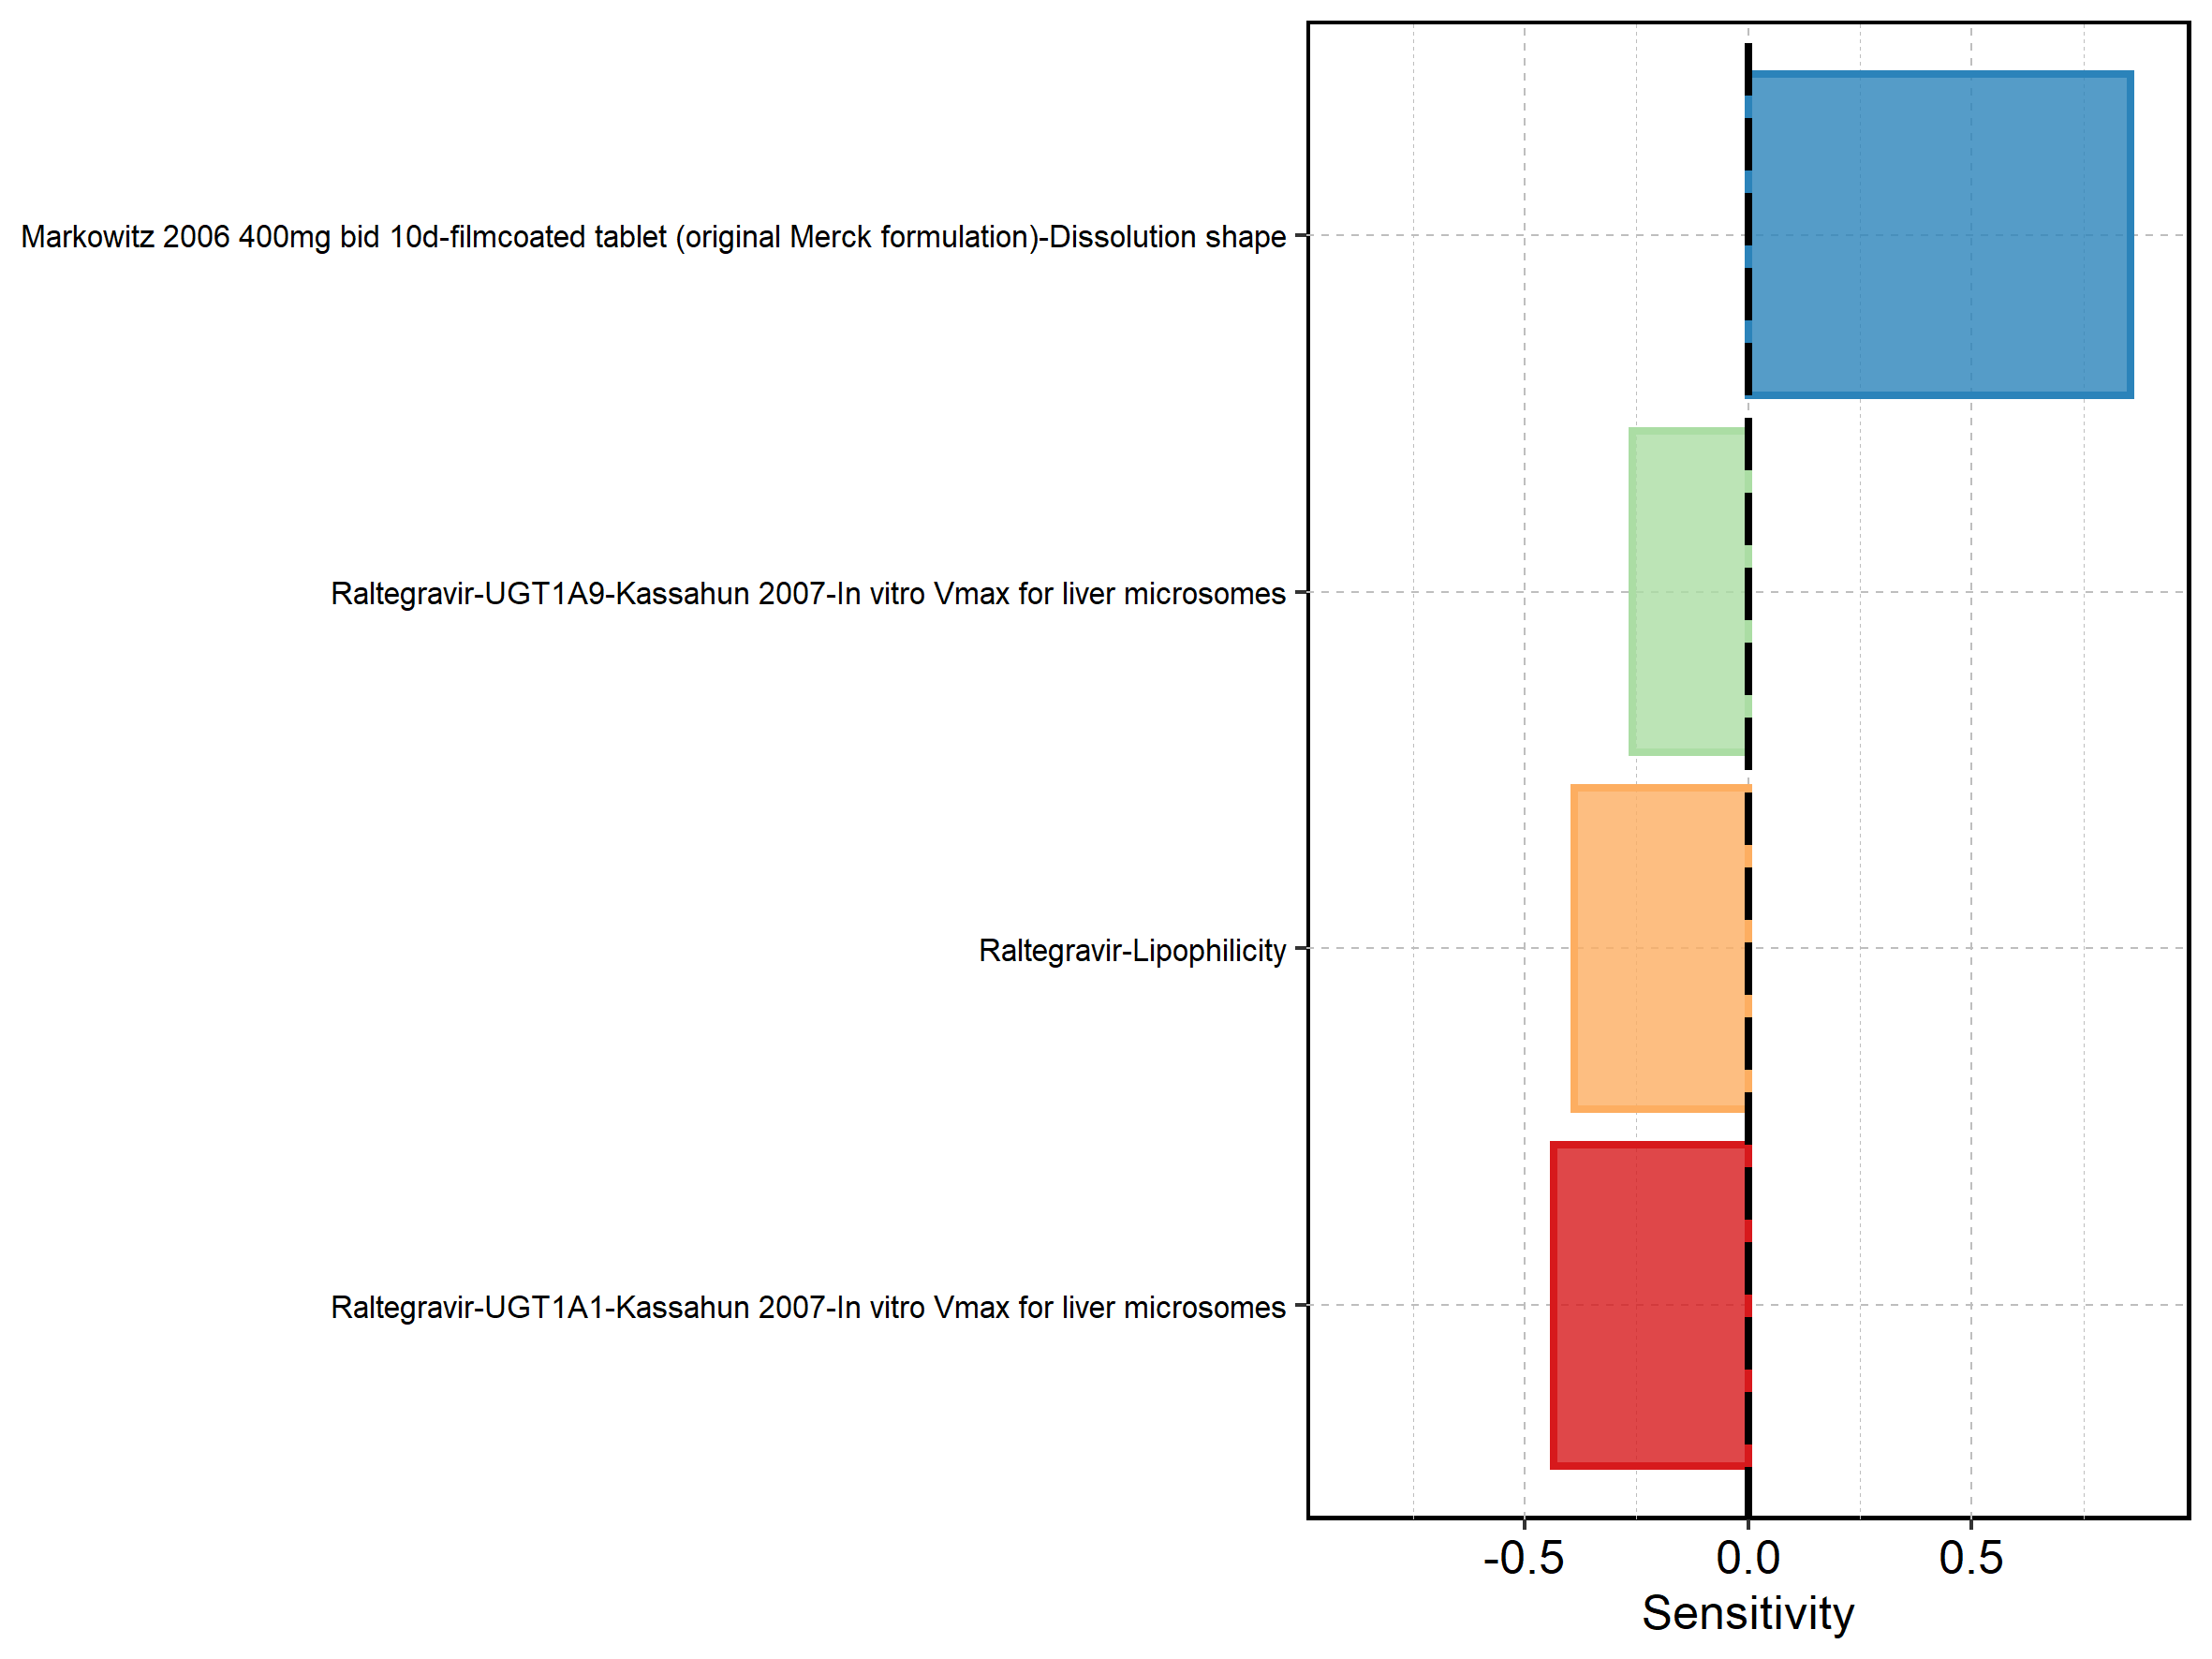 Markowitz 2006 400mg bid 10d-filmcoated tablet (original Merck formulation)-Dissolution shape
Raltegravir-UGT1A9-Kassahun 2007-In vitro Vmax for liver microsomes
Raltegravir-Lipophilicity
Raltegravir-UGT1A1-Kassahun 2007-In vitro Vmax for liver microsomes
-0.5 0.0 0.5
Sensitivity